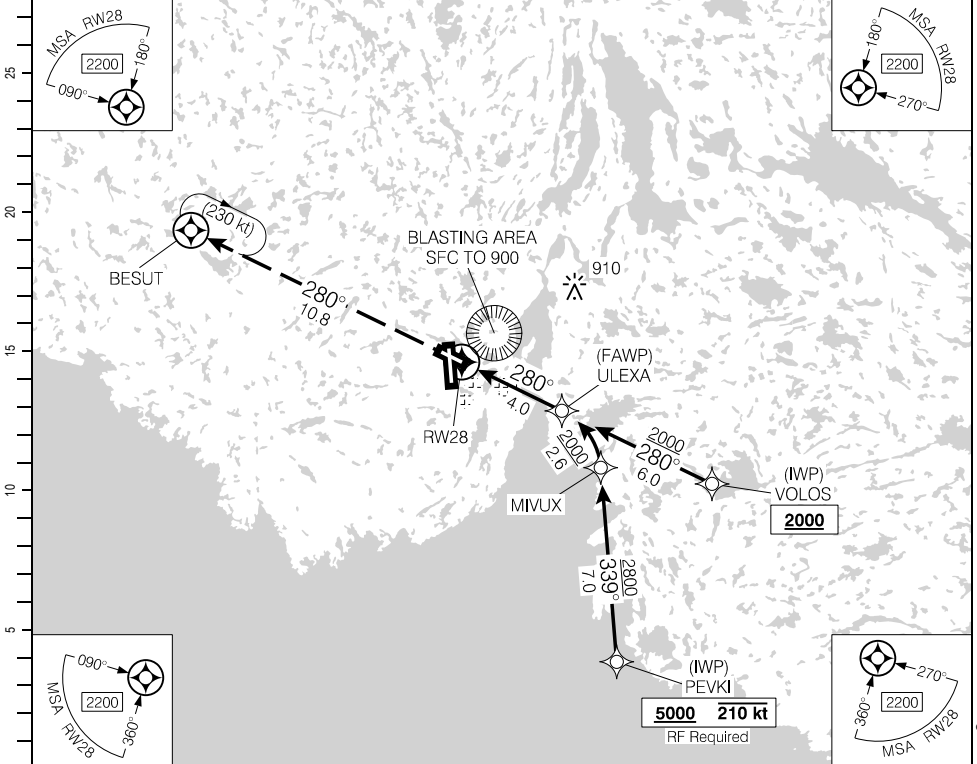 MSA RW28
2200
180°
090°
MSA RW28
180°
2200
270°
25
20
15
10
5
(230 kt)
BESUT
280°
10.8
BLASTING AREA
SFC TO 900
910
(FAWP)
ULEXA
280°
4.0
RW28
2000
2.6
2000
280°
6.0
(IWP)
VOLOS
2000
MIVUX
2800
339°
7.0
(IWP)
PEVKI
5000 210 kt
RF Required
090°
2200
360°
MSA RW28
270°
2200
360°
MSA RW28